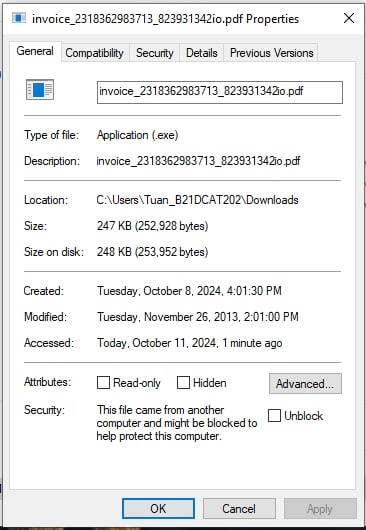 invoice_2318362983713_823931342io.pdf Properties
General Compatibility Security Details Previous Versions
invoice_2318362983713_823931342io.pdf
Type of file: Application (.exe)
Description: invoice_2318362983713_823931342io.pdf
Location: C:\Users\Tuan_B21DCAT202\Downloads
Size: 247 KB (252,928 bytes)
Size on disk: 248 KB (253,952 bytes)
Created: Tuesday, October 8, 2024, 4:01:30 PM
Modified: Tuesday, November 26, 2013, 2:01:00 PM
Accessed: Today, October 11, 2024, 1 minute ago
Attributes: Read-only Hidden Advanced...
Security: This file came from another
computer and might be blocked to
help protect this computer.
Unblock
OK Cancel Apply